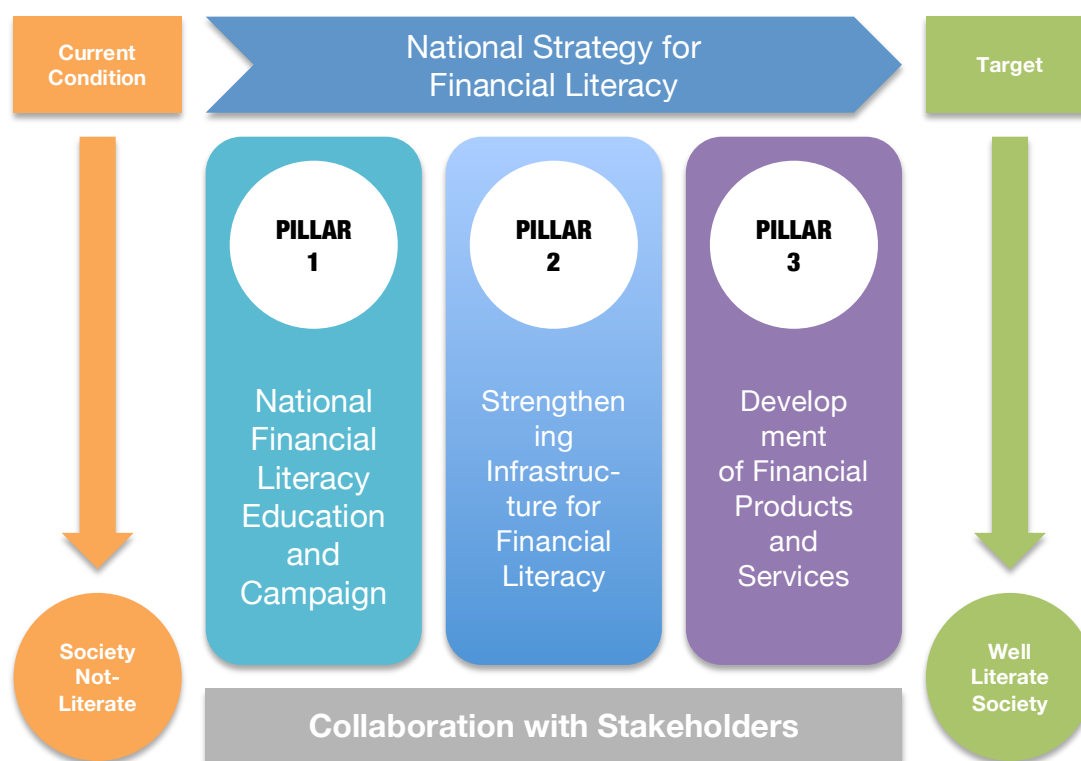 Current
Condition
National Strategy for
Financial Literacy
Target
PILLAR
1
National
Financial
Literacy
Education
and
Campaign
PILLAR
2
Strengthen
ing
Infrastruc-
ture for
Financial
Literacy
PILLAR
3
Develop
ment
of Financial
Products
and
Services
Society
Not-
Literate
Well
Literate
Society
Collaboration with Stakeholders